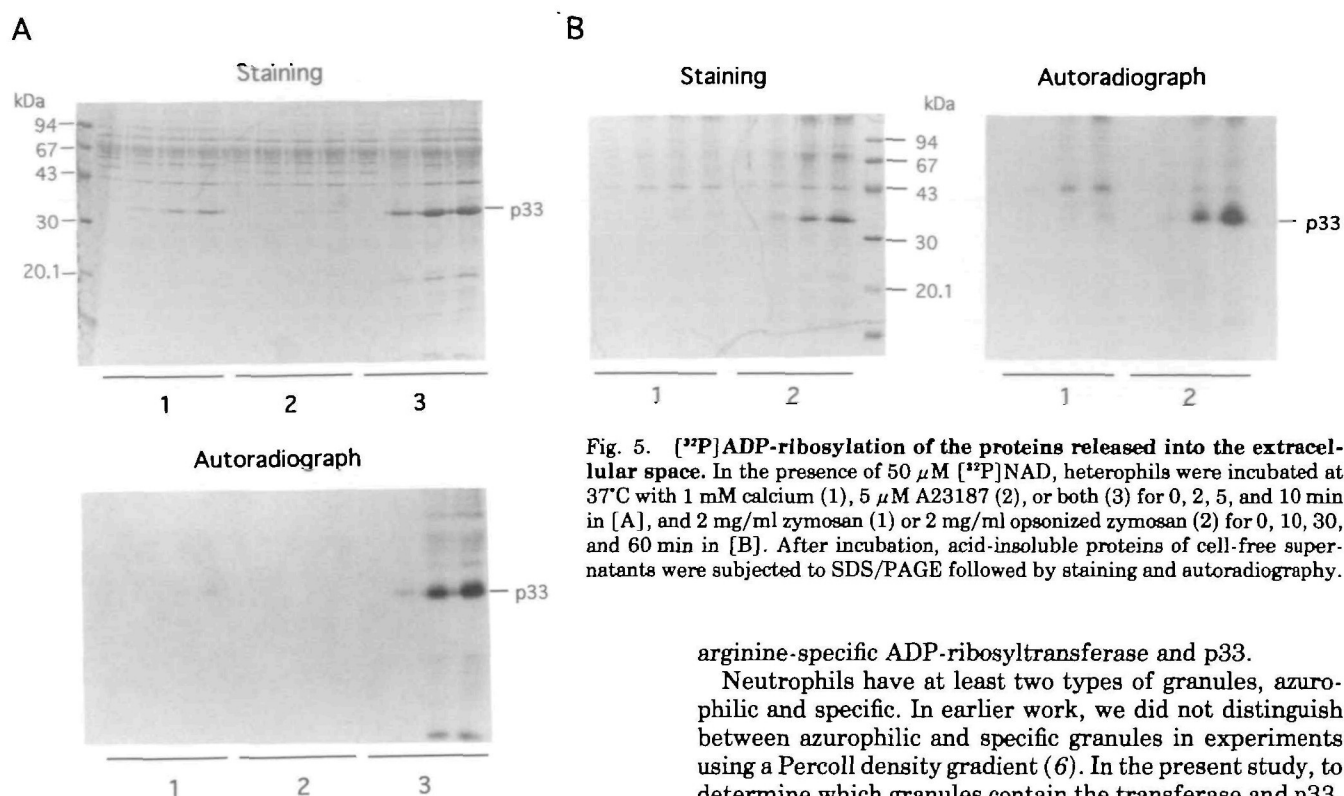 A
Staining
kDa
94
67
43
30
20.1
p33
1 2 3
Autoradiograph
p33
1 2 3
B
Staining
kDa
94
67
43
30
20.1
1 2
Autoradiograph
p33
1 2
Fig. 5. [³²P]ADP-ribosylation of the proteins released into the extracel-
lular space. In the presence of 50 μM [³²P]NAD, heterophils were incubated at
37°C with 1 mM calcium (1), 5 μM A23187 (2), or both (3) for 0, 2, 5, and 10 min
in [A], and 2 mg/ml zymosan (1) or 2 mg/ml opsonized zymosan (2) for 0, 10, 30,
and 60 min in [B]. After incubation, acid-insoluble proteins of cell-free super-
natants were subjected to SDS/PAGE followed by staining and autoradiography.
arginine-specific ADP-ribosyltransferase and p33.
Neutrophils have at least two types of granules, azuro-
philic and specific. In earlier work, we did not distinguish
between azurophilic and specific granules in experiments
using a Percoll density gradient (6). In the present study, to
determine which granules contain the transferase and p33,